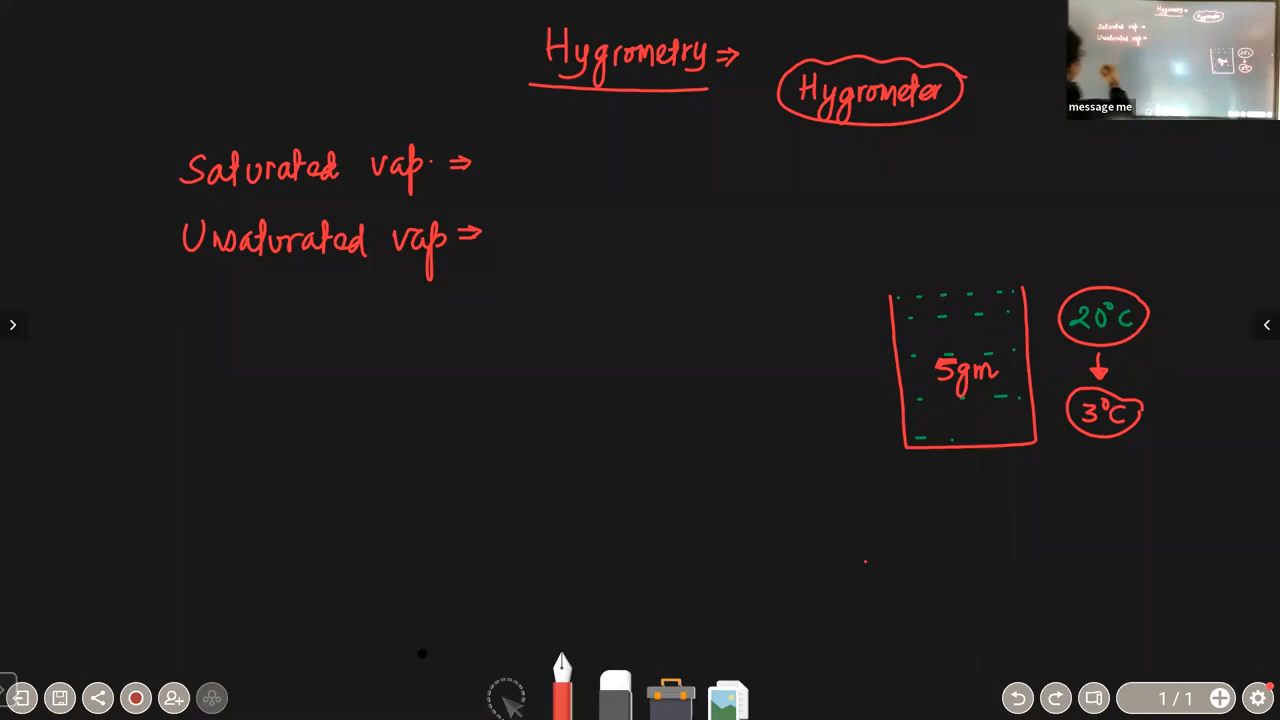 Hygrometry ⇒
Hygrometer
Saturated vap. ⇒
Unsaturated vap ⇒
5gm
20°C
↓
3°C
message me
1/1